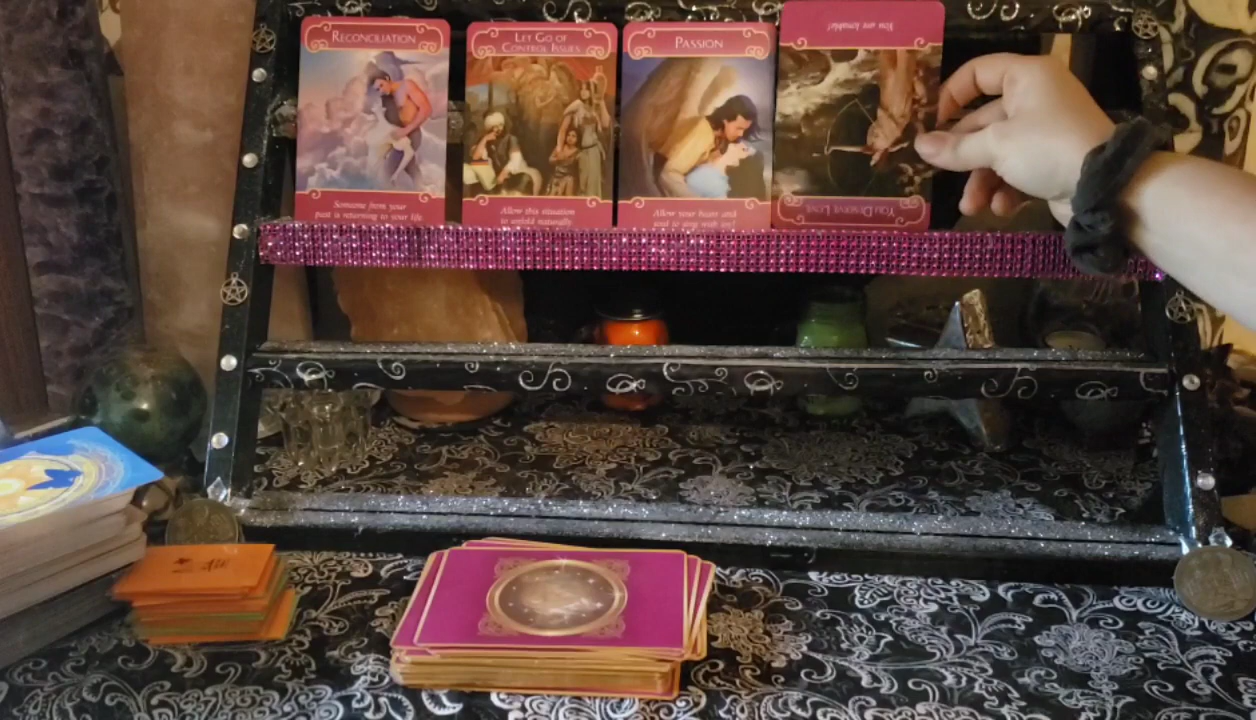 RECONCILIATION
Someone from your
past is returning to your life.
LET GO OF
CONTROL ISSUES
Allow this situation
to unfold naturally.
PASSION
Allow your heart and
You are lovable!
YOU DESERVE LOVE